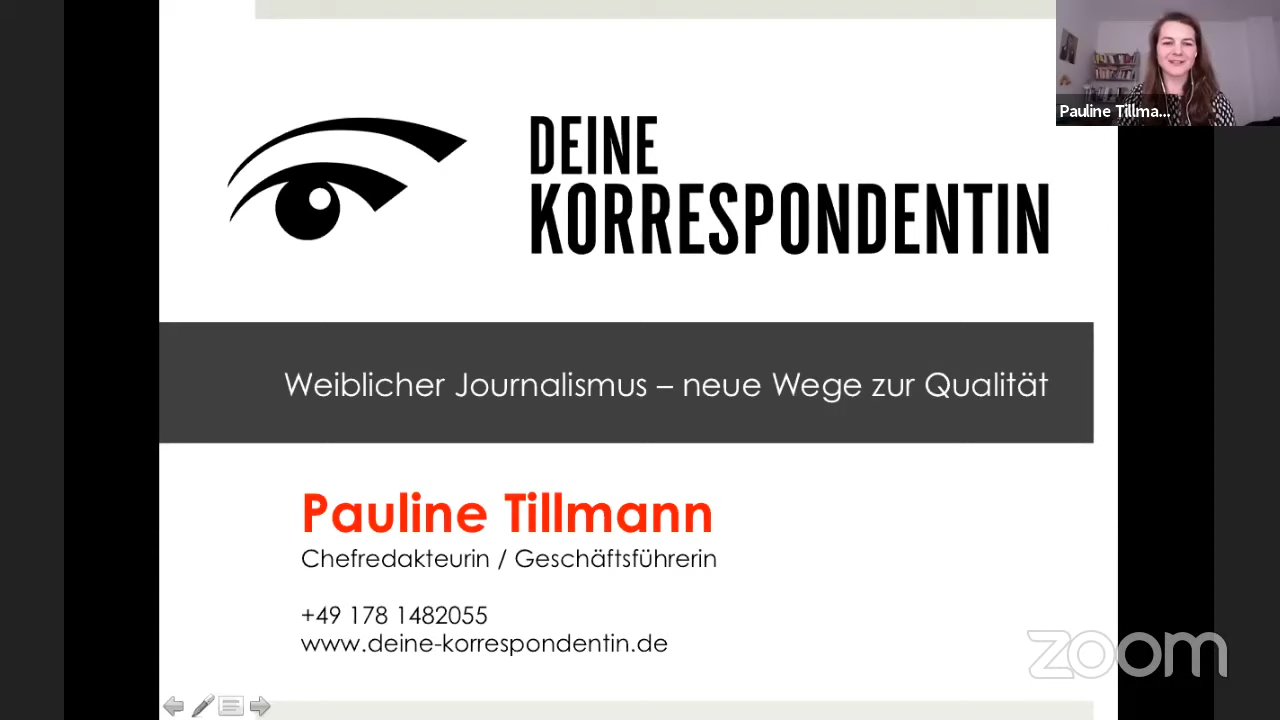 Pauline Tillma...
DEINE
KORRESPONDENTIN
Weiblicher Journalismus – neue Wege zur Qualität
Pauline Tillmann
Chefredakteurin / Geschäftsführerin
+49 178 1482055
www.deine-korrespondentin.de
zoom